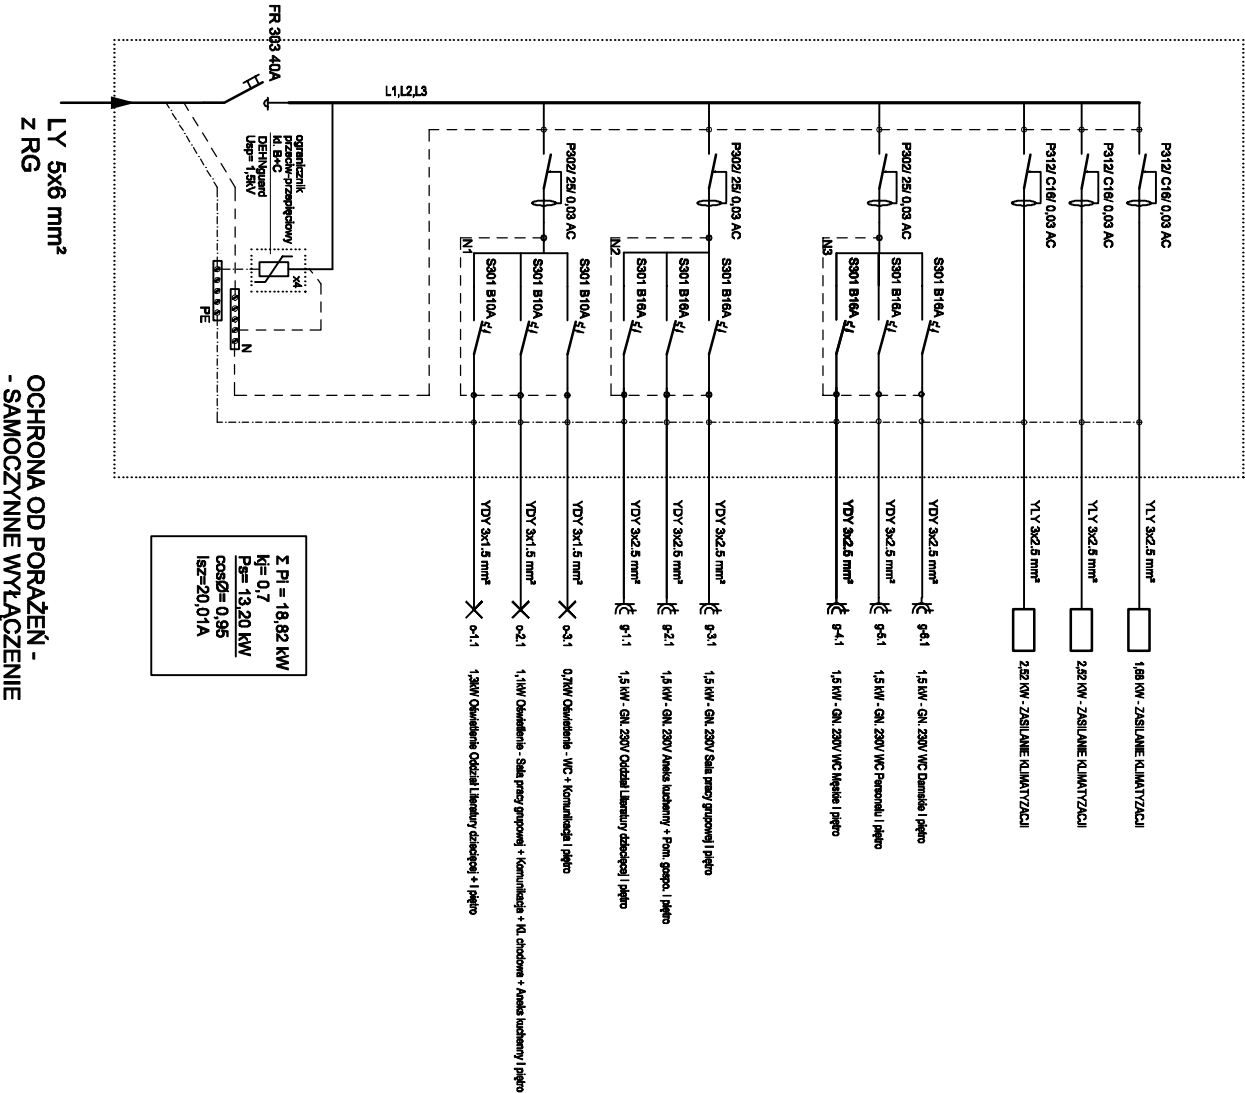 FR 303 40A
L1,L2,L3
LY 5x6 mm²
z RG
ogranicznik
przeciw-przepięciowy
kl. B+C
DEHNguard
Usp= 1,5kV
x4
PE
N
P302/ 25/ 0,03 AC
P302/ 25/ 0,03 AC
P302/ 25/ 0,03 AC
P312/ C16/ 0,03 AC
P312/ C16/ 0,03 AC
P312/ C16/ 0,03 AC
N1
N2
N3
S301 B10A
S301 B10A
S301 B10A
S301 B16A
S301 B16A
S301 B16A
S301 B16A
S301 B16A
S301 B16A
YDY 3x1.5 mm²
YDY 3x1.5 mm²
YDY 3x1.5 mm²
YDY 3x2.5 mm²
YDY 3x2.5 mm²
YDY 3x2.5 mm²
YDY 3x2.5 mm²
YDY 3x2.5 mm²
YDY 3x2.5 mm²
YLY 3x2.5 mm²
YLY 3x2.5 mm²
YLY 3x2.5 mm²
o-1.1 1,3kW Oświetlenie Oddział Literatury dziecięcej + I piętro
o-2.1 1,1kW Oświetlenie - Sala pracy grupowej + Komunikacja + Kl. chodowa + Aneks kuchenny I piętro
o-3.1 0,7kW Oświetlenie - WC + Komunikacja I piętro
g-1.1 1,5 kW - GN. 230V Oddział Literatury dziecięcej I piętro
g-2.1 1,5 kW - GN. 230V Aneks kuchenny + Pom. gospo. I piętro
g-3.1 1,5 kW - GN. 230V Sala pracy grupowej I piętro
g-4.1 1,5 kW - GN. 230V WC Męskie I piętro
g-5.1 1,5 kW - GN. 230V WC Personelu I piętro
g-6.1 1,5 kW - GN. 230V WC Damskie I piętro
2,52 KW - ZASILANIE KLIMATYZACJI
2,52 KW - ZASILANIE KLIMATYZACJI
1,68 KW - ZASILANIE KLIMATYZACJI
Σ Pi = 18,82 kW
kj= 0,7
Ps= 13,20 kW
cosØ= 0,95
Isz=20,01A
OCHRONA OD PORAŻEŃ -
- SAMOCZYNNE WYŁĄCZENIE